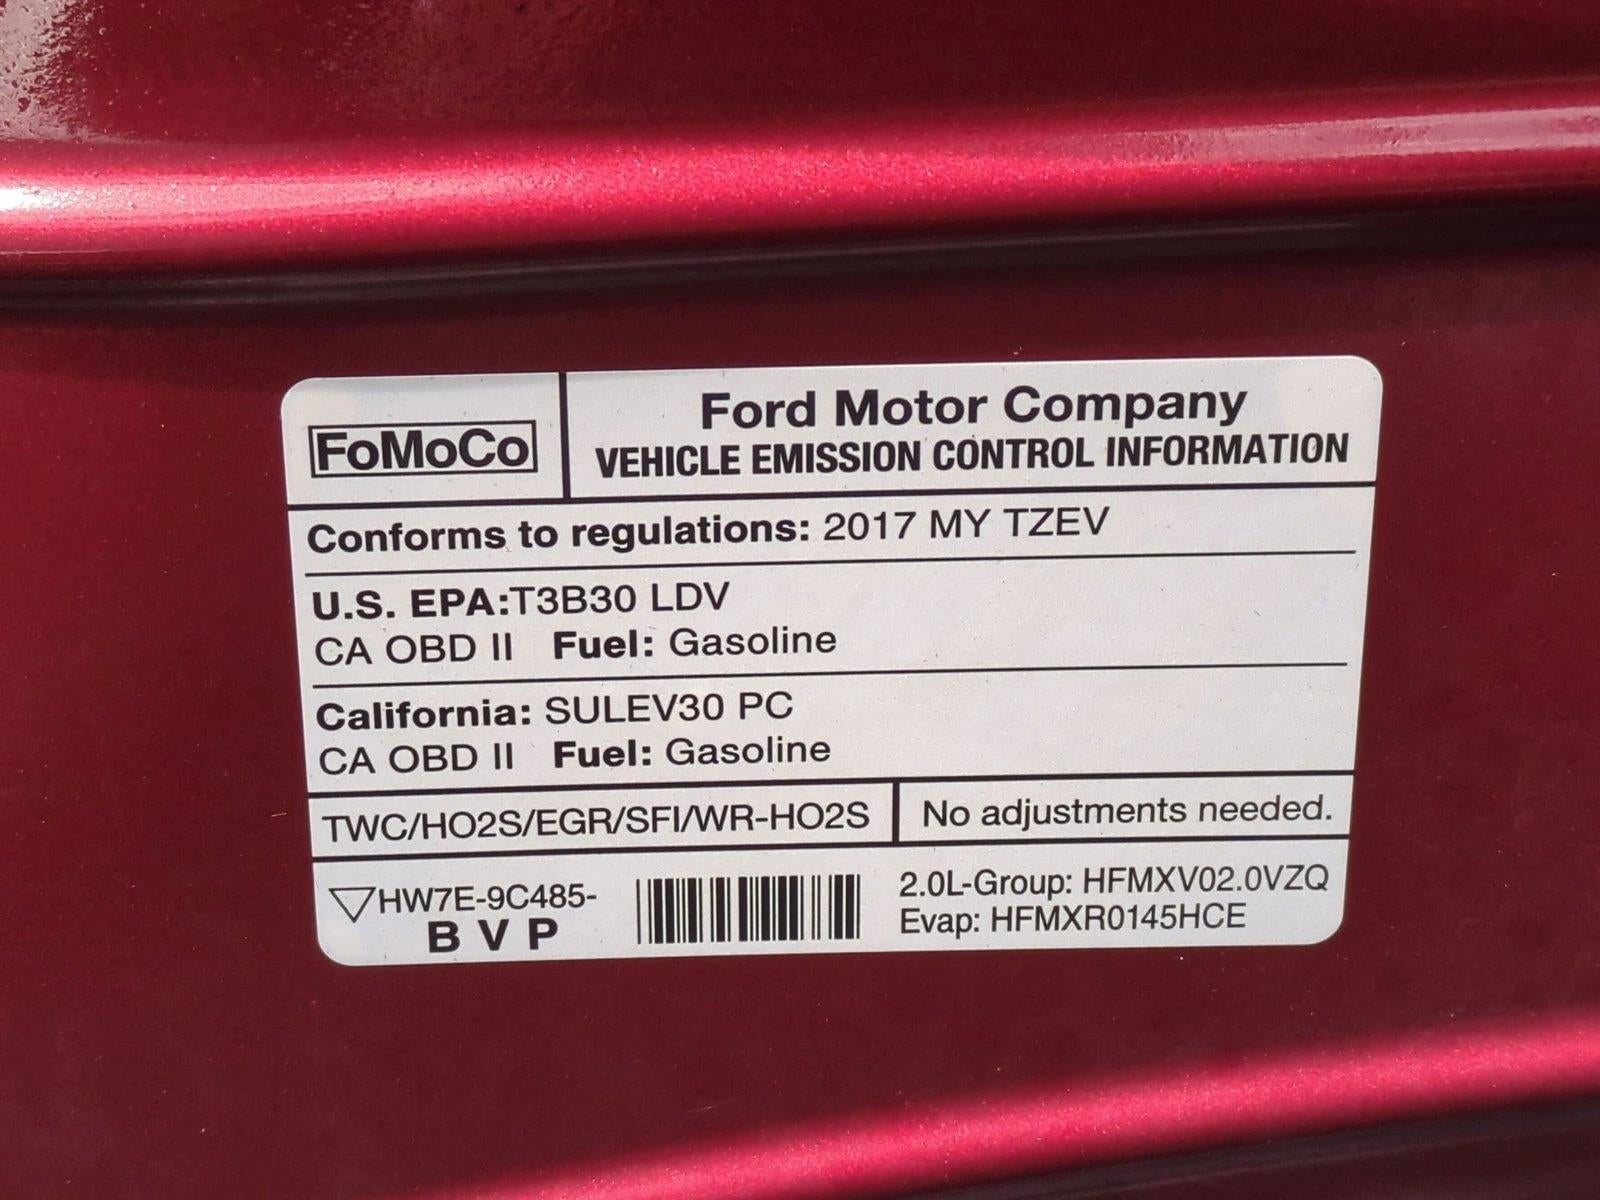 FoMoCo
Ford Motor Company
VEHICLE EMISSION CONTROL INFORMATION
Conforms to regulations: 2017 MY TZEV
U.S. EPA:T3B30 LDV
CA OBD II Fuel: Gasoline
California: SULEV30 PC
CA OBD II Fuel: Gasoline
TWC/HO2S/EGR/SFI/WR-HO2S
No adjustments needed.
HW7E-9C485-
B V P
2.0L-Group: HFMXV02.0VZQ
Evap: HFMXR0145HCE